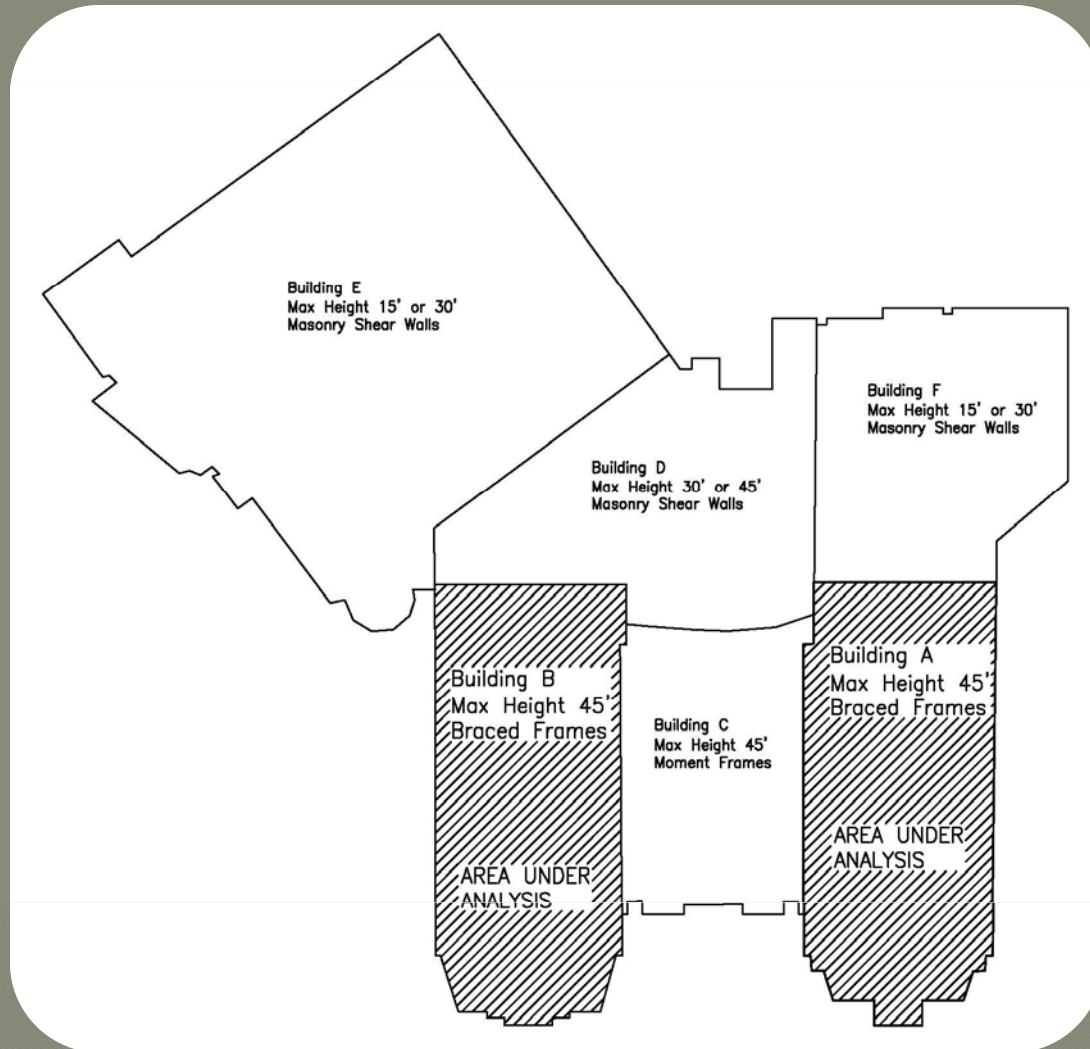 Building E
Max Height 15' or 30'
Masonry Shear Walls
Building F
Max Height 15' or 30'
Masonry Shear Walls
Building D
Max Height 30' or 45'
Masonry Shear Walls
Building B
Max Height 45'
Braced Frames
AREA UNDER
ANALYSIS
Building C
Max Height 45'
Moment Frames
Building A
Max Height 45'
Braced Frames
AREA UNDER
ANALYSIS